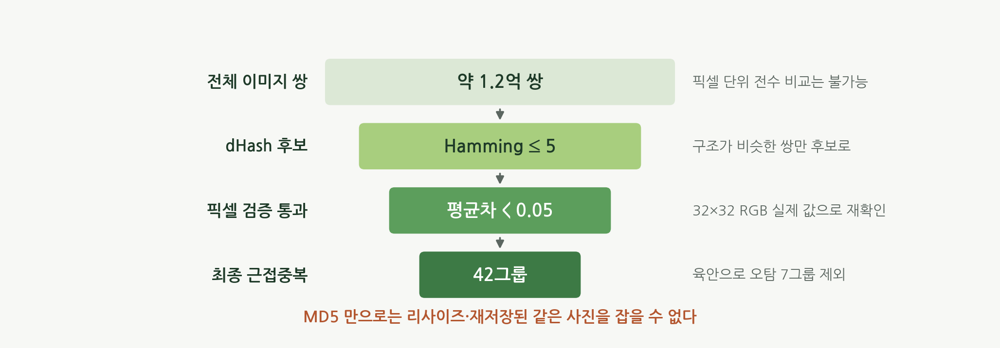 전체 이미지 쌍
약 1.2억 쌍
픽셀 단위 전수 비교는 불가능
dHash 후보
Hamming ≤ 5
구조가 비슷한 쌍만 후보로
픽셀 검증 통과
평균차 < 0.05
32×32 RGB 실제 값으로 재확인
최종 근접중복
42그룹
육안으로 오탐 7그룹 제외
MD5 만으로는 리사이즈·재저장된 같은 사진을 잡을 수 없다